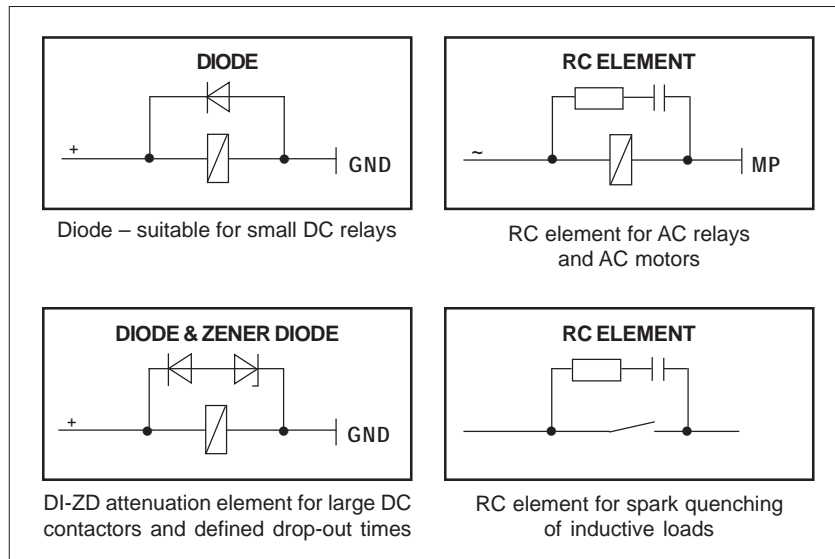 DIODE
+
GND
Diode – suitable for small DC relays
RC ELEMENT
~
MP
RC element for AC relays
and AC motors
DIODE & ZENER DIODE
+
GND
DI-ZD attenuation element for large DC
contactors and defined drop-out times
RC ELEMENT
RC element for spark quenching
of inductive loads